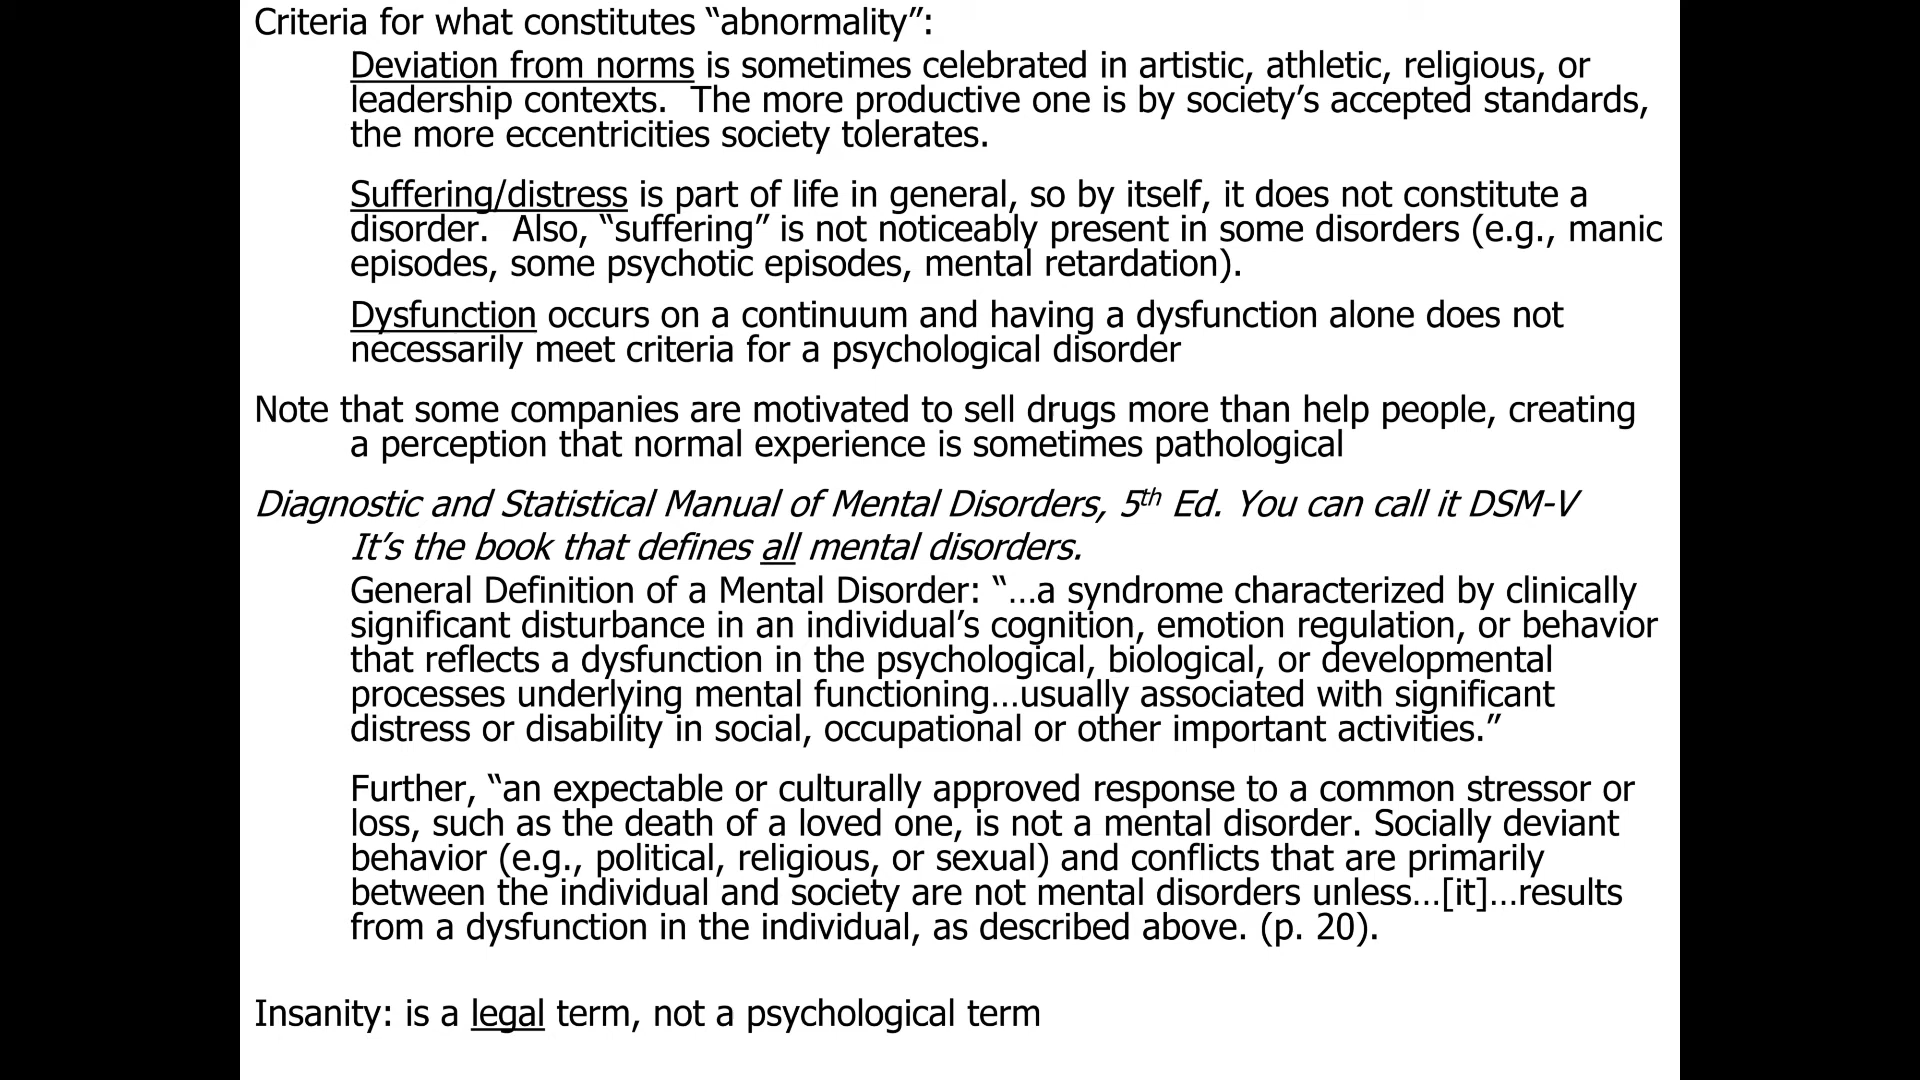 Criteria for what constitutes “abnormality”:
Deviation from norms is sometimes celebrated in artistic, athletic, religious, or
leadership contexts.  The more productive one is by society’s accepted standards,
the more eccentricities society tolerates.
Suffering/distress is part of life in general, so by itself, it does not constitute a
disorder.  Also, “suffering” is not noticeably present in some disorders (e.g., manic
episodes, some psychotic episodes, mental retardation).
Dysfunction occurs on a continuum and having a dysfunction alone does not
necessarily meet criteria for a psychological disorder
Note that some companies are motivated to sell drugs more than help people, creating
a perception that normal experience is sometimes pathological
Diagnostic and Statistical Manual of Mental Disorders, 5th Ed. You can call it DSM-V
It’s the book that defines all mental disorders.
General Definition of a Mental Disorder: “…a syndrome characterized by clinically
significant disturbance in an individual’s cognition, emotion regulation, or behavior
that reflects a dysfunction in the psychological, biological, or developmental
processes underlying mental functioning…usually associated with significant
distress or disability in social, occupational or other important activities.”
Further, “an expectable or culturally approved response to a common stressor or
loss, such as the death of a loved one, is not a mental disorder. Socially deviant
behavior (e.g., political, religious, or sexual) and conflicts that are primarily
between the individual and society are not mental disorders unless…[it]…results
from a dysfunction in the individual, as described above. (p. 20).
Insanity: is a legal term, not a psychological term